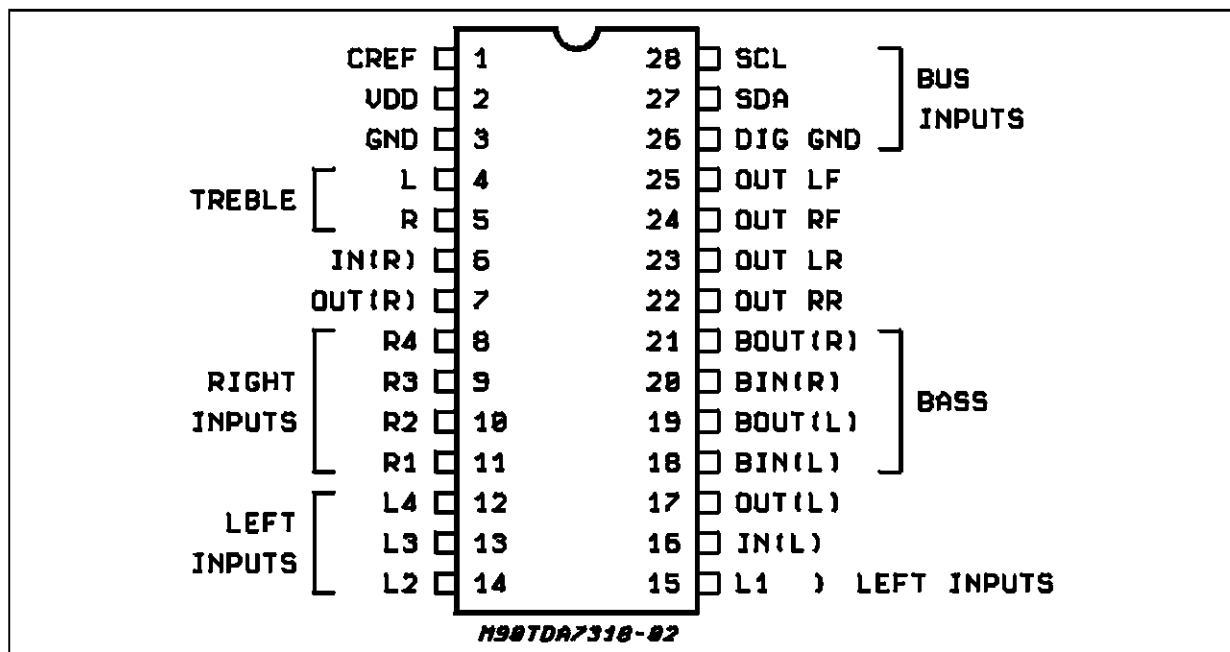 CREF 1 28 SCL
VDD 2 27 SDA
GND 3 26 DIG GND
BUS
INPUTS
L 4 25 OUT LF
R 5 24 OUT RF
TREBLE
IN(R) 6 23 OUT LR
OUT(R) 7 22 OUT RR
R4 8 21 BOUT(R)
R3 9 20 BIN(R)
R2 10 19 BOUT(L)
R1 11 18 BIN(L)
RIGHT
INPUTS
BASS
L4 12 17 OUT(L)
L3 13 16 IN(L)
L2 14 15 L1 ) LEFT INPUTS
LEFT
INPUTS
M90TDA7318-02